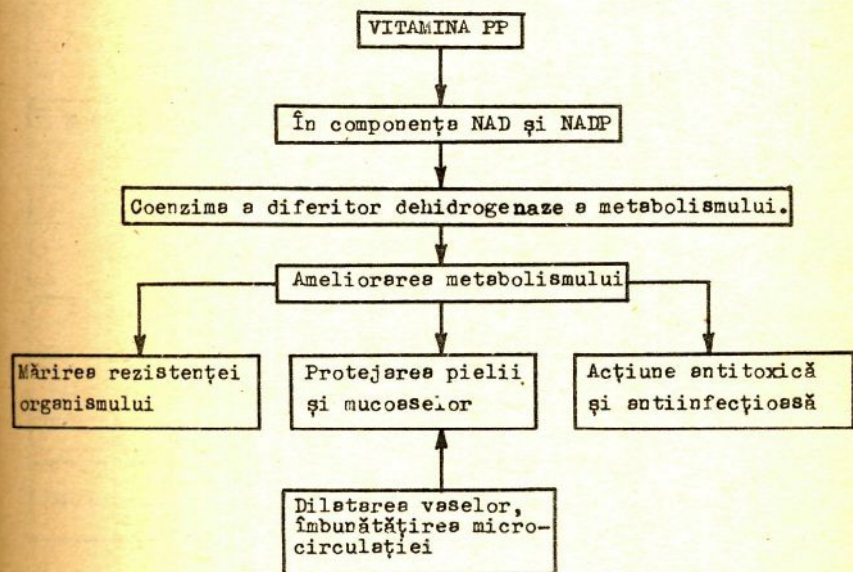 VITAMINA PP
În componența NAD și NADP
Coenzima a diferitor dehidrogenaze a metabolismului.
Ameliorarea metabolismului
Mărirea rezistenței
organismului
Protejarea pielii
și mucoaselor
Acțiune antitoxică
și antiinfecțioasă
Dilatarea vaselor,
îmbunătățirea micro-
circulației